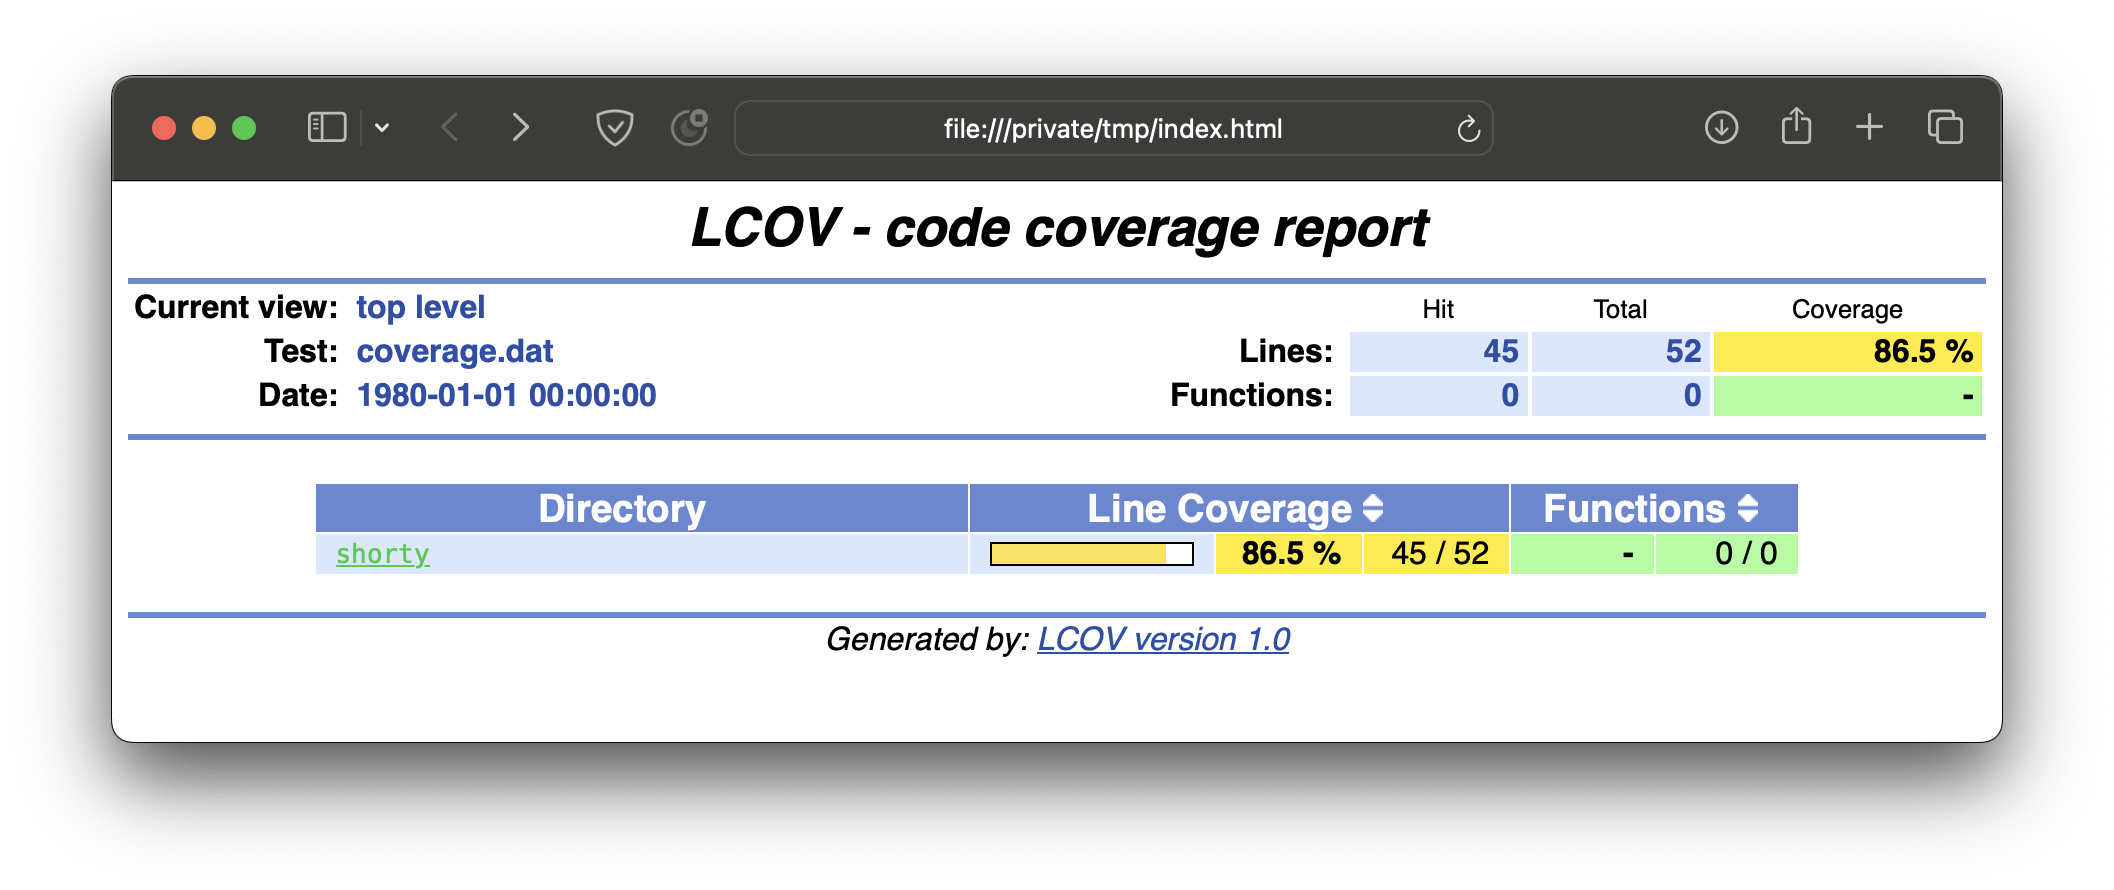 file:///private/tmp/index.html
LCOV - code coverage report
Current view: top level
Hit Total Coverage
Test: coverage.dat
Lines: 45 52 86.5 %
Date: 1980-01-01 00:00:00
Functions: 0 0 -
Directory Line Coverage Functions
shorty 86.5 % 45 / 52 - 0 / 0
Generated by: LCOV version 1.0